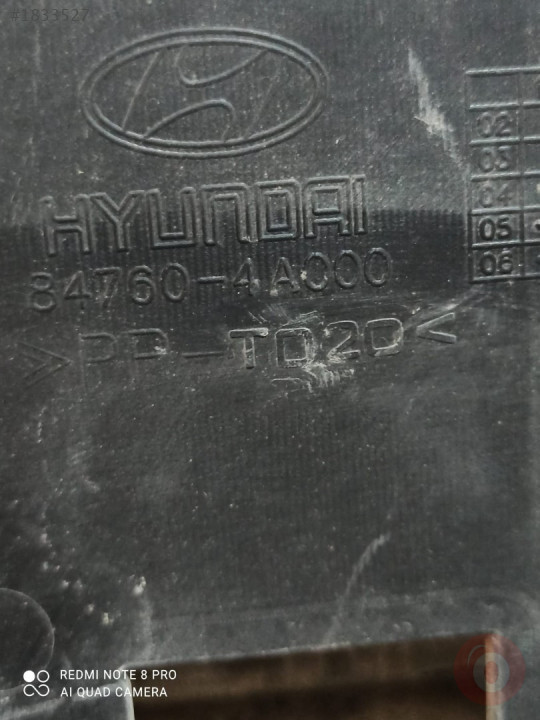 #1833527
HYUNDAI
84760-4A000
>PP-TD20<
02
03
04
05
06
REDMI NOTE 8 PRO
AI QUAD CAMERA